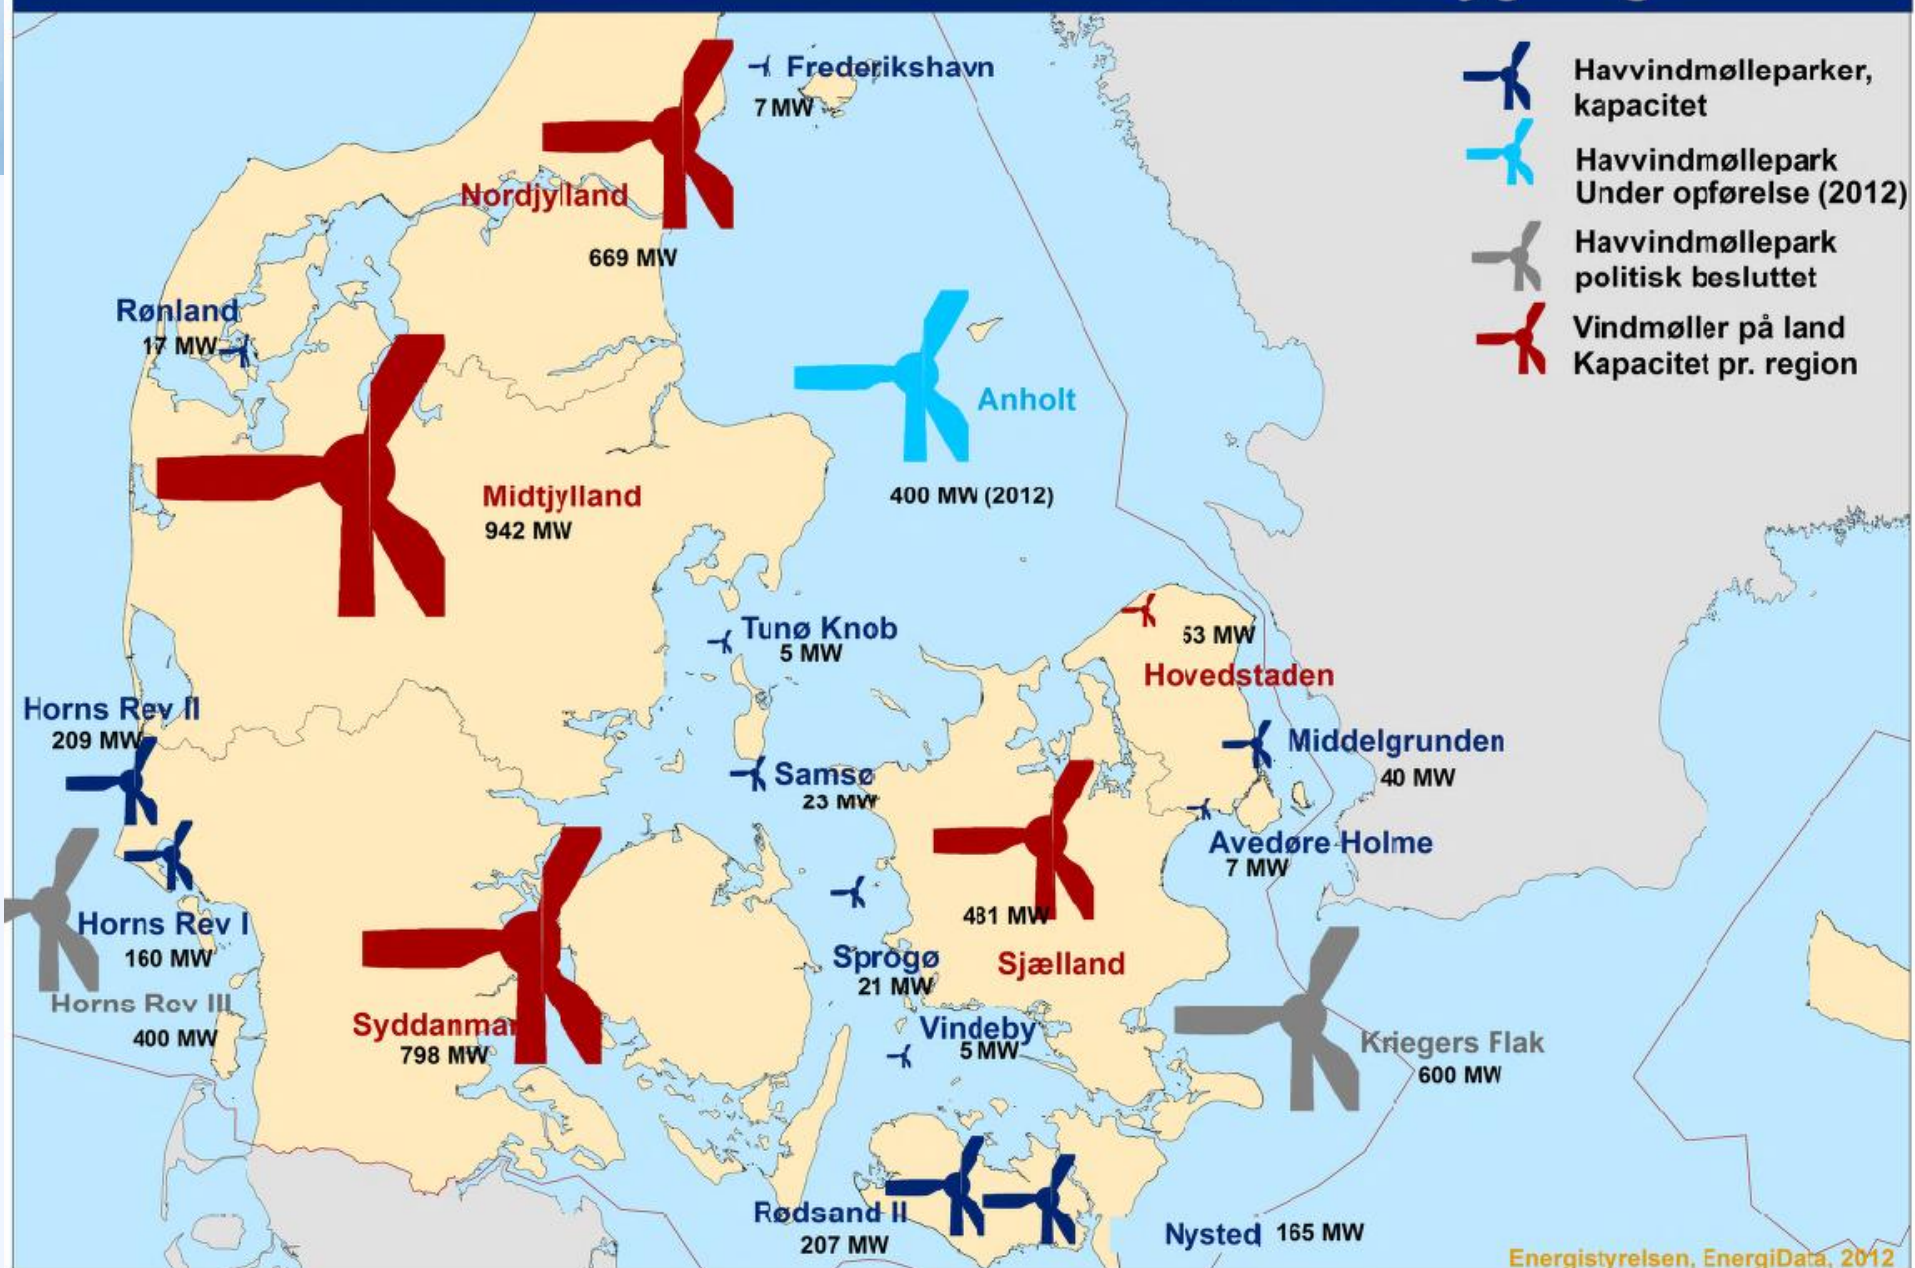 Frederikshavn
7 MW
Havvindmølleparker,
kapacitet
Havvindmøllepark
Under opførelse (2012)
Havvindmøllepark
politisk besluttet
Vindmøller på land
Kapacitet pr. region
Nordjylland
669 MW
Rønland
17 MW
Anholt
400 MW (2012)
Midtjylland
942 MW
Tunø Knob
5 MW
53 MW
Hovedstaden
Horns Rev II
209 MW
Middelgrunden
40 MW
Samsø
23 MW
Avedøre Holme
7 MW
481 MW
Sjælland
Horns Rev I
160 MW
Sprogø
21 MW
Horns Rev III
400 MW
Syddanmar
798 MW
Vindeby
5 MW
Kriegers Flak
600 MW
Rødsand II
207 MW
Nysted 165 MW
Energistyrelsen, EnergiData, 2012